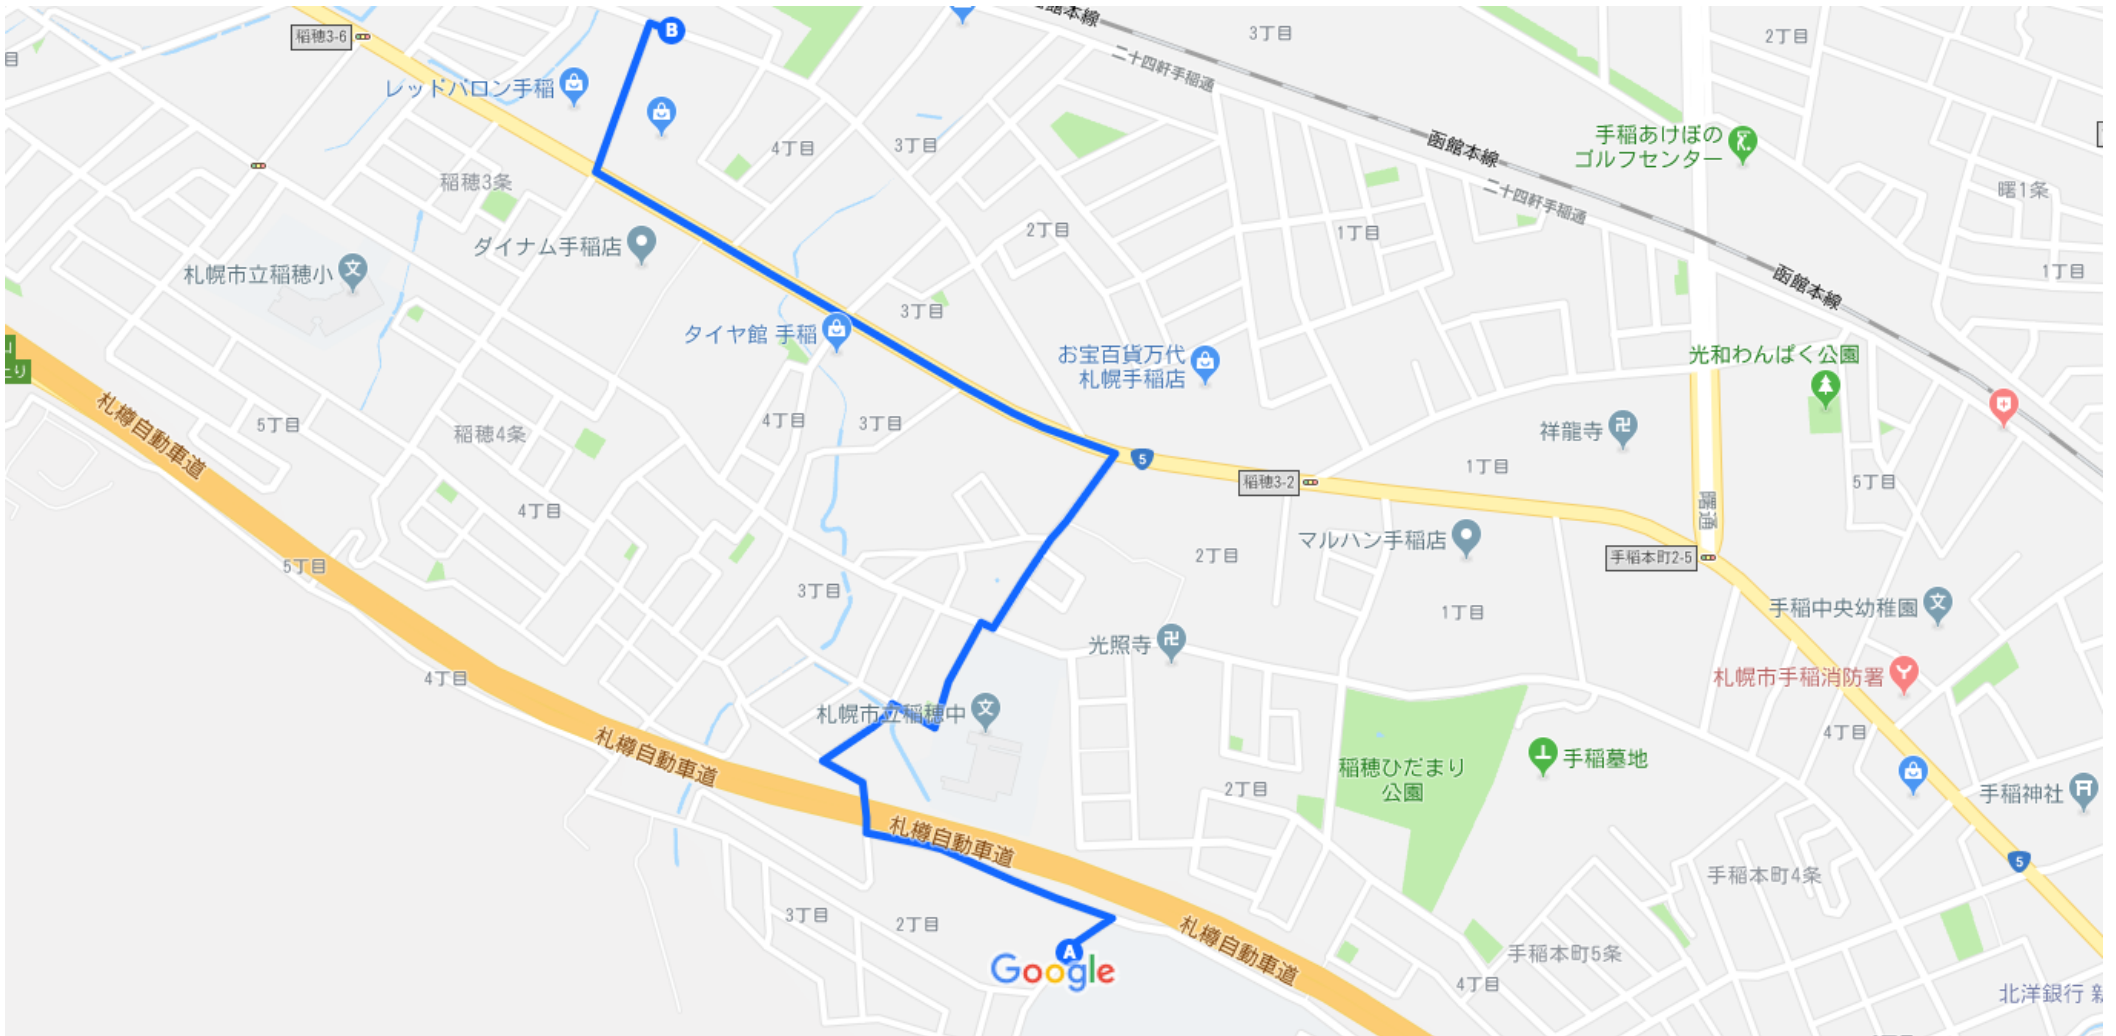 函館本線
稲穂3-6
B
3丁目
2丁目
二十四軒手稲通
レッドバロン手稲
手稲あけぼの
ゴルフセンター
函館本線
4丁目
3丁目
稲穂3条
二十四軒手稲通
曙1条
ダイナム手稲店
2丁目
1丁目
札幌市立稲穂小
文
1丁目
函館本線
3丁目
タイヤ館 手稲
お宝百貨万代
札幌手稲店
光和わんぱく公園
札樽自動車道
5丁目
稲穂4条
4丁目
3丁目
祥龍寺
卍
5
稲穂3-2
1丁目
5丁目
4丁目
曙通
マルハン手稲店
2丁目
手稲本町2-5
5丁目
3丁目
1丁目
手稲中央幼稚園
文
光照寺
卍
4丁目
札幌市手稲消防署
札幌市立稲穂中
文
4丁目
札樽自動車道
稲穂ひだまり
公園
手稲墓地
2丁目
手稲神社
札樽自動車道
5
手稲本町4条
3丁目
2丁目
札樽自動車道
手稲本町5条
A
Google
4丁目
北洋銀行